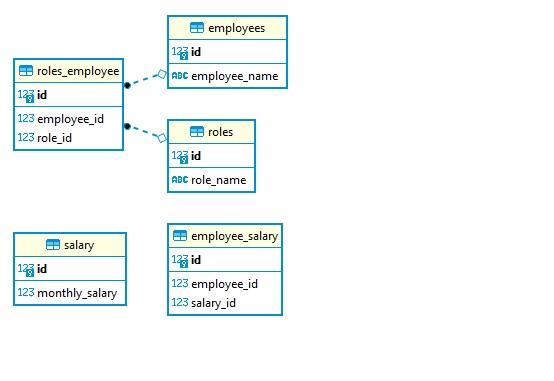 employees
123 id
ABC employee_name
roles_employee
123 id
123 employee_id
123 role_id
roles
123 id
ABC role_name
salary
123 id
123 monthly_salary
employee_salary
123 id
123 employee_id
123 salary_id